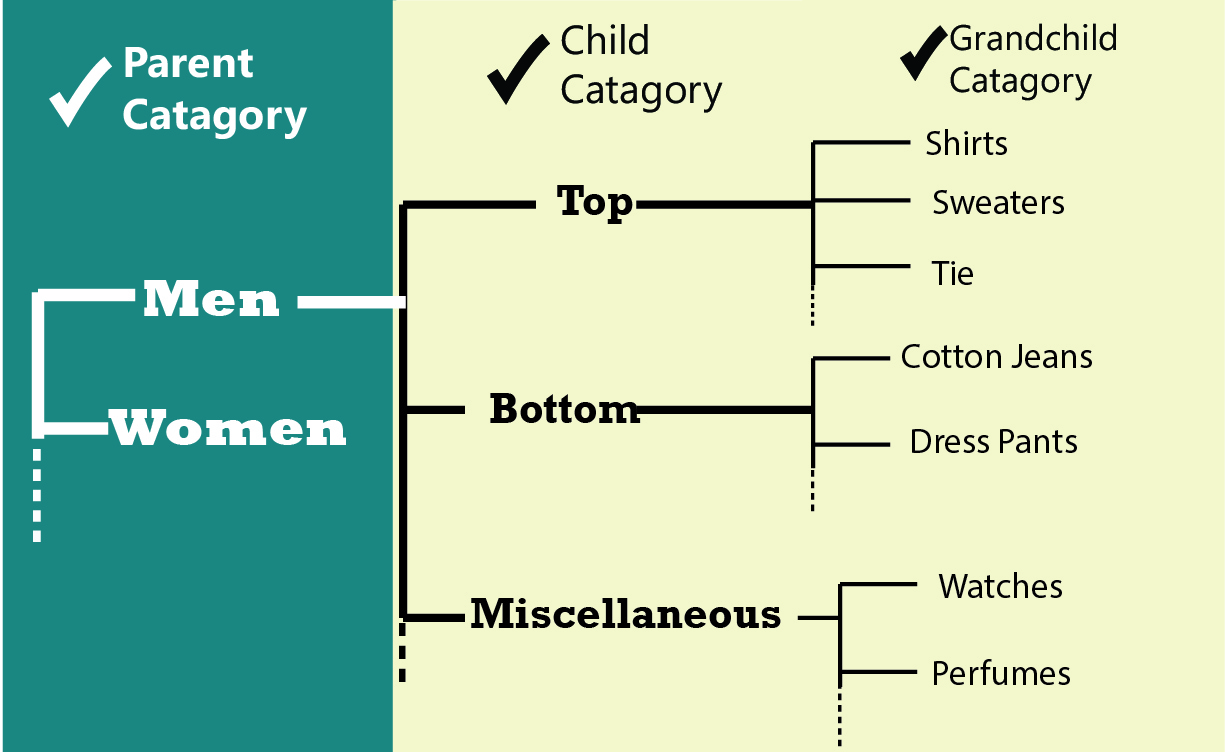 Parent
Catagory
Child
Catagory
Grandchild
Catagory
Men
Women
Top
Bottom
Miscellaneous
Shirts
Sweaters
Tie
Cotton Jeans
Dress Pants
Watches
Perfumes